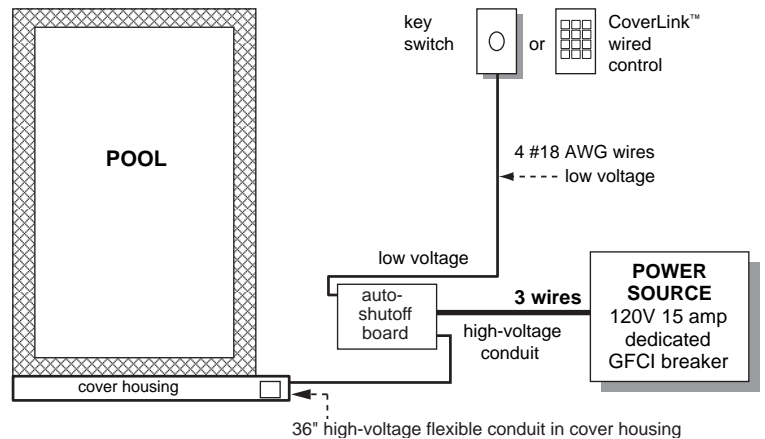 key
switch
or
CoverLink™
wired
control
POOL
4 #18 AWG wires
low voltage
low voltage
auto-
shutoff
board
3 wires
high-voltage
conduit
POWER
SOURCE
120V 15 amp
dedicated
GFCI breaker
cover housing
36" high-voltage flexible conduit in cover housing